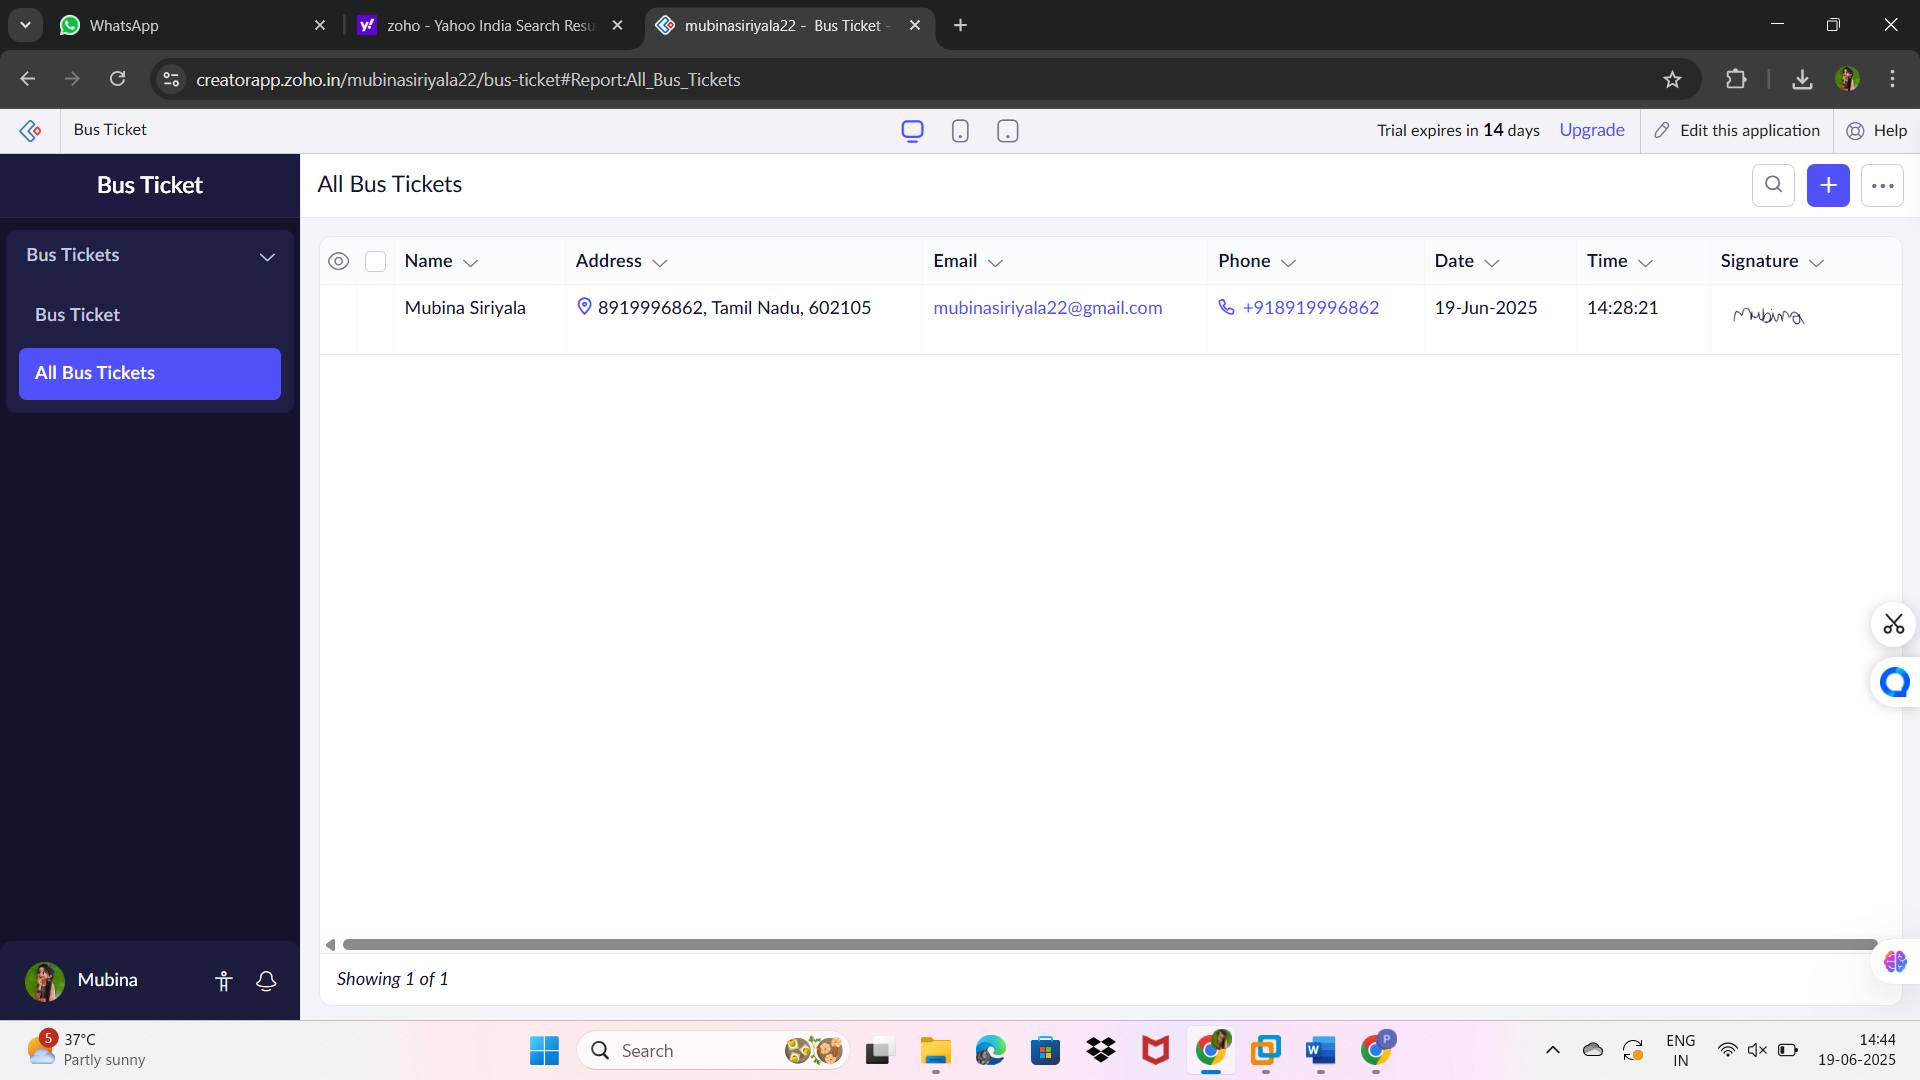 WhatsApp
zoho - Yahoo India Search Resu
mubinasiriyala22 - Bus Ticket -
creatorapp.zoho.in/mubinasiriyala22/bus-ticket#Report:All_Bus_Tickets
Bus Ticket
Trial expires in 14 days Upgrade Edit this application Help
Bus Ticket
All Bus Tickets
Bus Tickets
Bus Ticket
All Bus Tickets
Name Address Email Phone Date Time Signature
Mubina Siriyala 8919996862, Tamil Nadu, 602105 mubinasiriyala22@gmail.com +918919996862 19-Jun-2025 14:28:21 Mubina
Showing 1 of 1
Mubina
5
37°C
Partly sunny
Search
W
P
ENG
IN
14:44
19-06-2025